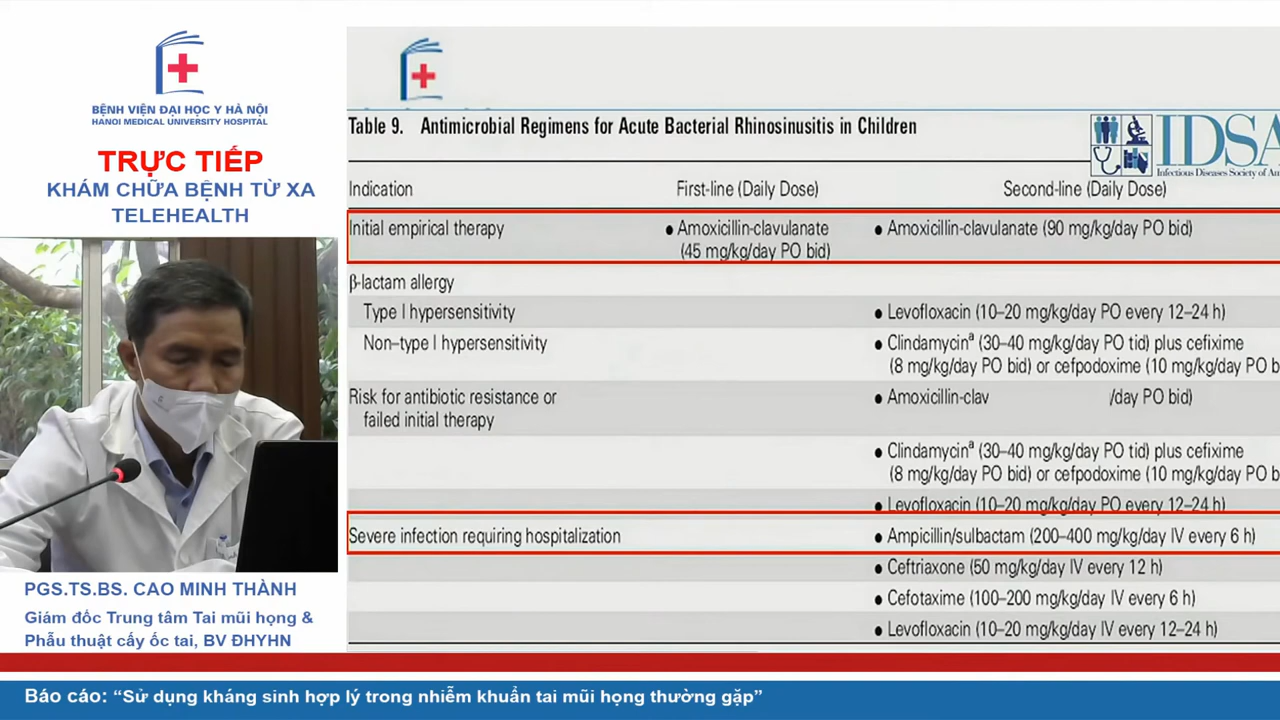 BỆNH VIỆN ĐẠI HỌC Y HÀ NỘI
HANOI MEDICAL UNIVERSITY HOSPITAL
TRỰC TIẾP
KHÁM CHỮA BỆNH TỪ XA
TELEHEALTH
PGS.TS.BS. CAO MINH THÀNH
Giám đốc Trung tâm Tai mũi họng &
Phẫu thuật cấy ốc tai, BV ĐHYHN
Table 9. Antimicrobial Regimens for Acute Bacterial Rhinosinusitis in Children
IDSA
Infectious Diseases Society of
Indication First-line (Daily Dose) Second-line (Daily Dose)
Initial empirical therapy ● Amoxicillin-clavulanate ● Amoxicillin-clavulanate (90 mg/kg/day PO bid)
(45 mg/kg/day PO bid)
β-lactam allergy
Type I hypersensitivity ● Levofloxacin (10–20 mg/kg/day PO every 12–24 h)
Non–type I hypersensitivity ● Clindamycinª (30–40 mg/kg/day PO tid) plus cefixime
(8 mg/kg/day PO bid) or cefpodoxime (10 mg/kg/day PO b
Risk for antibiotic resistance or ● Amoxicillin-clav /day PO bid)
failed initial therapy
● Clindamycinª (30–40 mg/kg/day PO tid) plus cefixime
(8 mg/kg/day PO bid) or cefpodoxime (10 mg/kg/day PO b
● Levofloxacin (10–20 mg/kg/day PO every 12–24 h)
Severe infection requiring hospitalization ● Ampicillin/sulbactam (200–400 mg/kg/day IV every 6 h)
● Ceftriaxone (50 mg/kg/day IV every 12 h)
● Cefotaxime (100–200 mg/kg/day IV every 6 h)
● Levofloxacin (10–20 mg/kg/day IV every 12–24 h)
Báo cáo: “Sử dụng kháng sinh hợp lý trong nhiễm khuẩn tai mũi họng thường gặp”